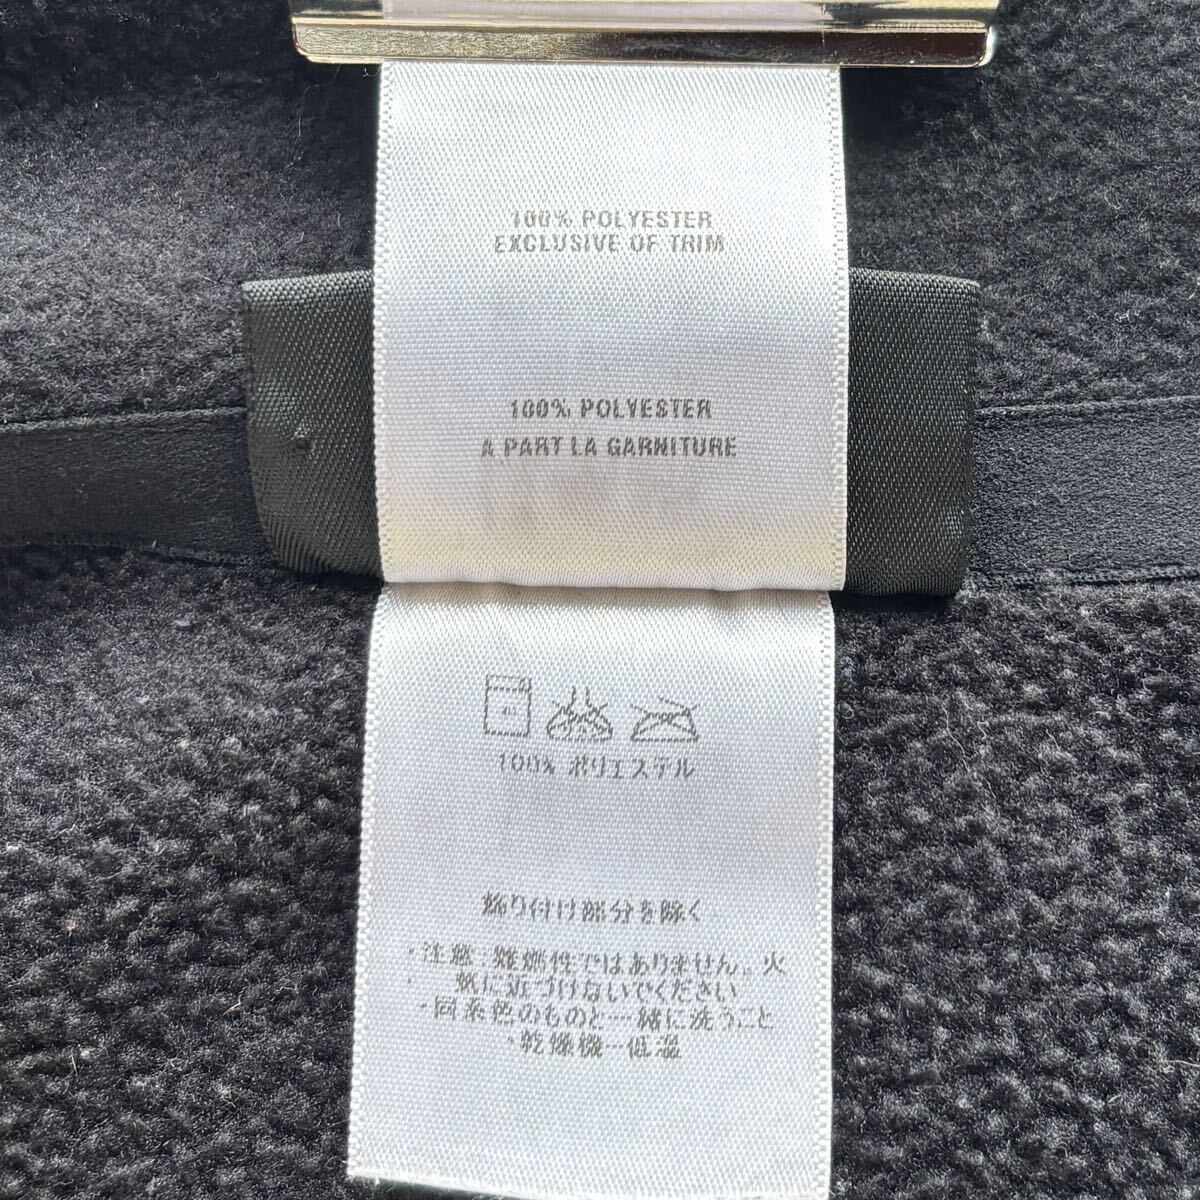 100% POLYESTER
EXCLUSIVE OF TRIM
100% POLYESTER
A PART LA GARNITURE
100% ポリエステル
飾り付け部分を除く
・注意 難燃性ではありません。火
気に近づけないでください
・同系色のものと一緒に洗うこと
・乾燥機ー低温